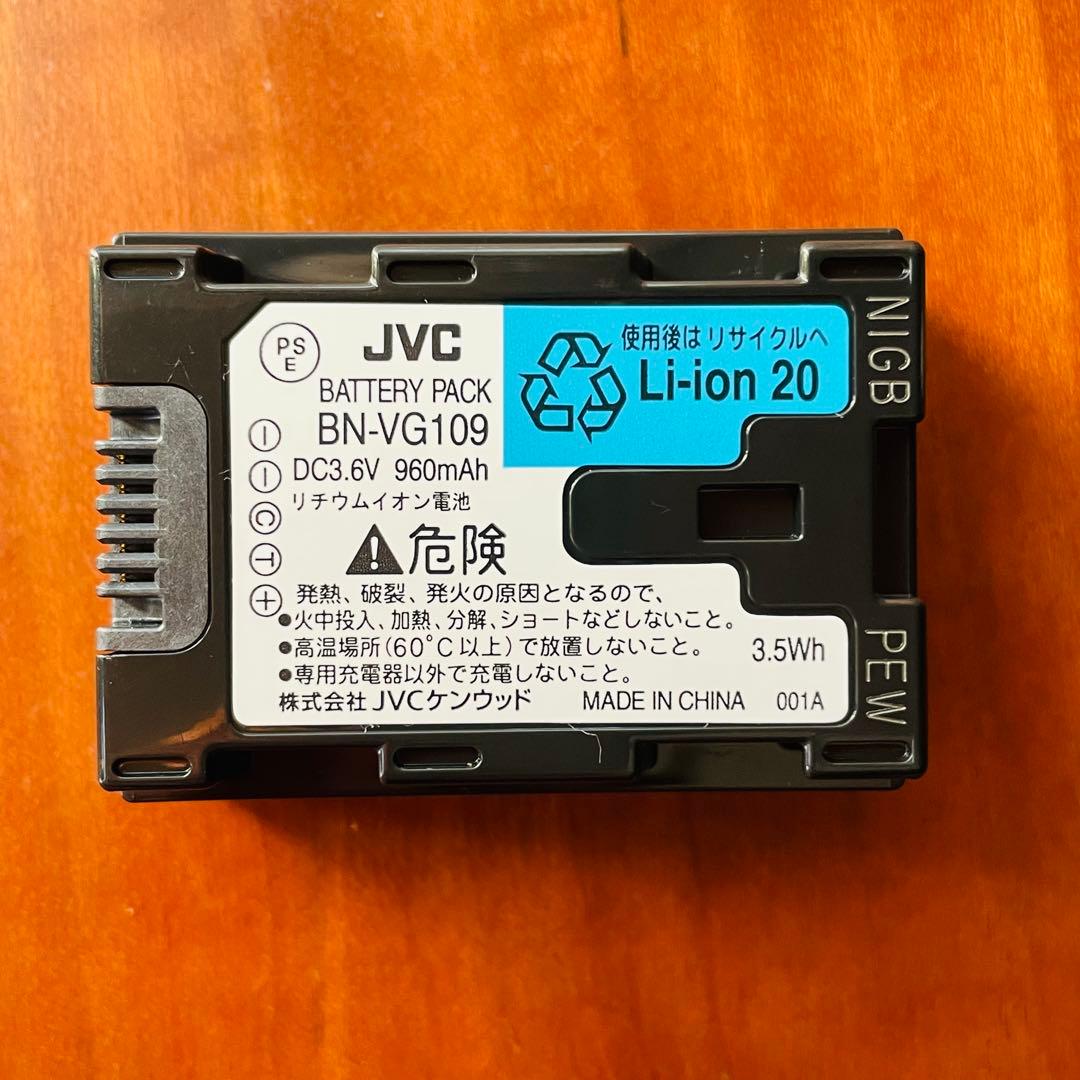 PS
E
JVC
BATTERY PACK
BN-VG109
DC3.6V 960mAh
リチウムイオン電池
使用後はリサイクルへ
Li-ion 20
⚠危険
発熱、破裂、発火の原因となるので、
●火中投入、加熱、分解、ショートなどしないこと。
●高温場所(60°C以上)で放置しないこと。
●専用充電器以外で充電しないこと。
株式会社 JVCケンウッド MADE IN CHINA 001A
3.5Wh
−
−
C
T
+
NIGB
PEW